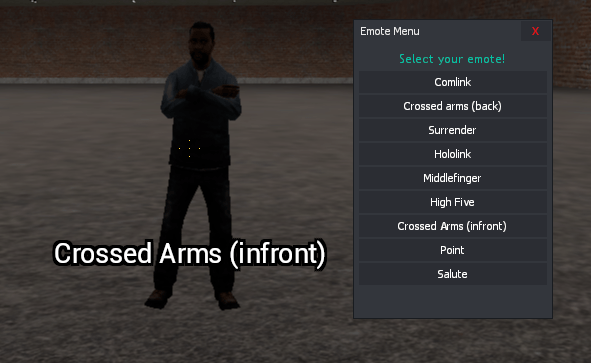 Emote Menu
X
Select your emote!
Comlink
Crossed arms (back)
Surrender
Hololink
Middlefinger
High Five
Crossed Arms (infront)
Point
Salute
Crossed Arms (infront)